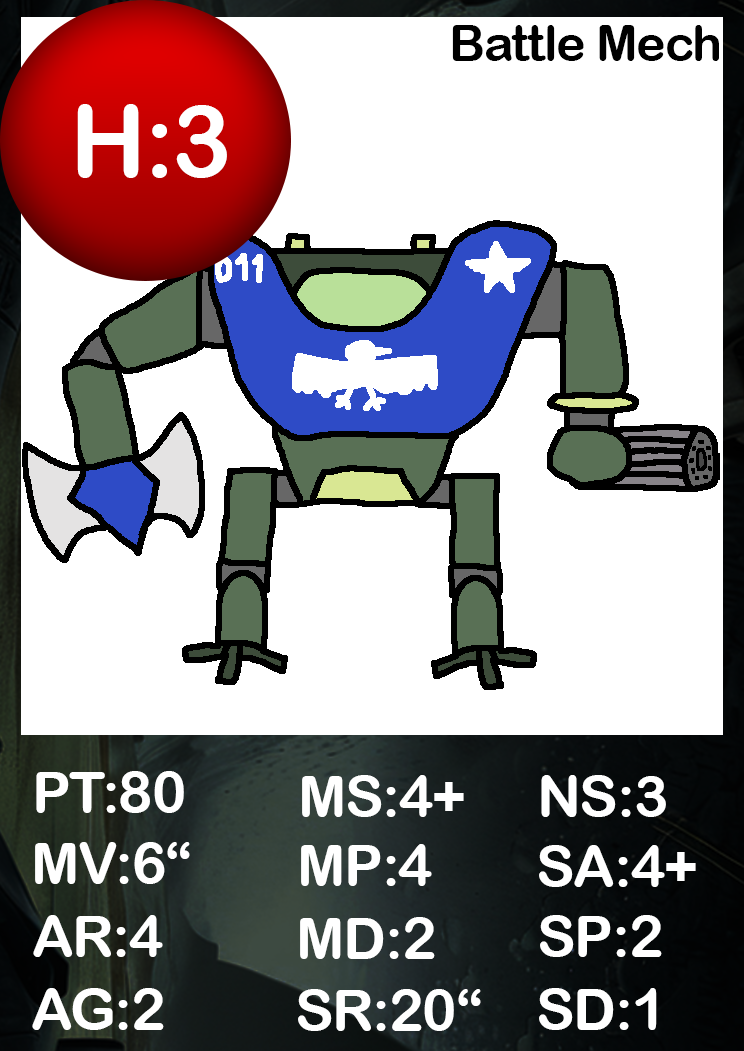 Battle Mech
H:3
011
PT:80 MS:4+ NS:3
MV:6“ MP:4 SA:4+
AR:4 MD:2 SP:2
AG:2 SR:20“ SD:1